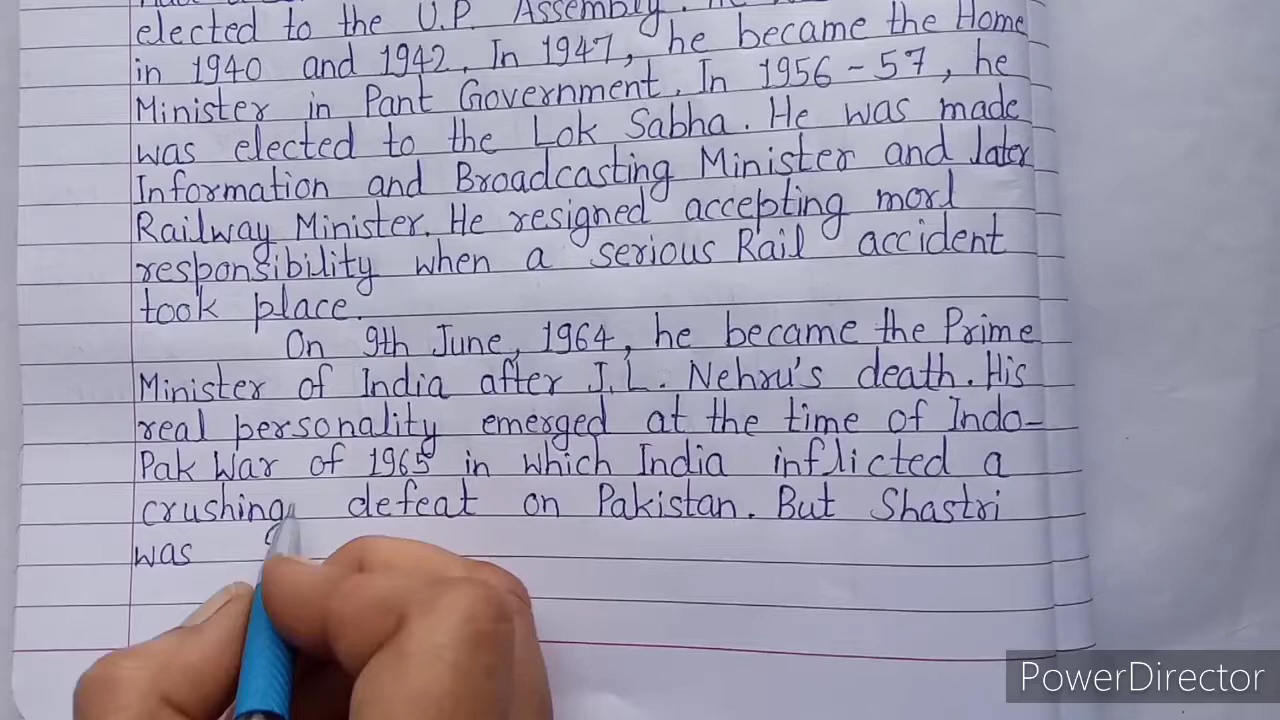 elected to the U.P Assembly. He
in 1940 and 1942. In 1947, he became the Home
Minister in Pant Government. In 1956-57, he
was elected to the Lok Sabha. He was made
Information and Broadcasting Minister and later
Railway Minister. He resigned accepting morl
responsibility when a serious Rail accident
took place.
On 9th June, 1964, he became the Prime
Minister of India after J.L. Nehru's death. His
real personality emerged at the time of Indo-
Pak War of 1965 in which India inflicted a
crushing defeat on Pakistan. But Shastri
was
PowerDirector